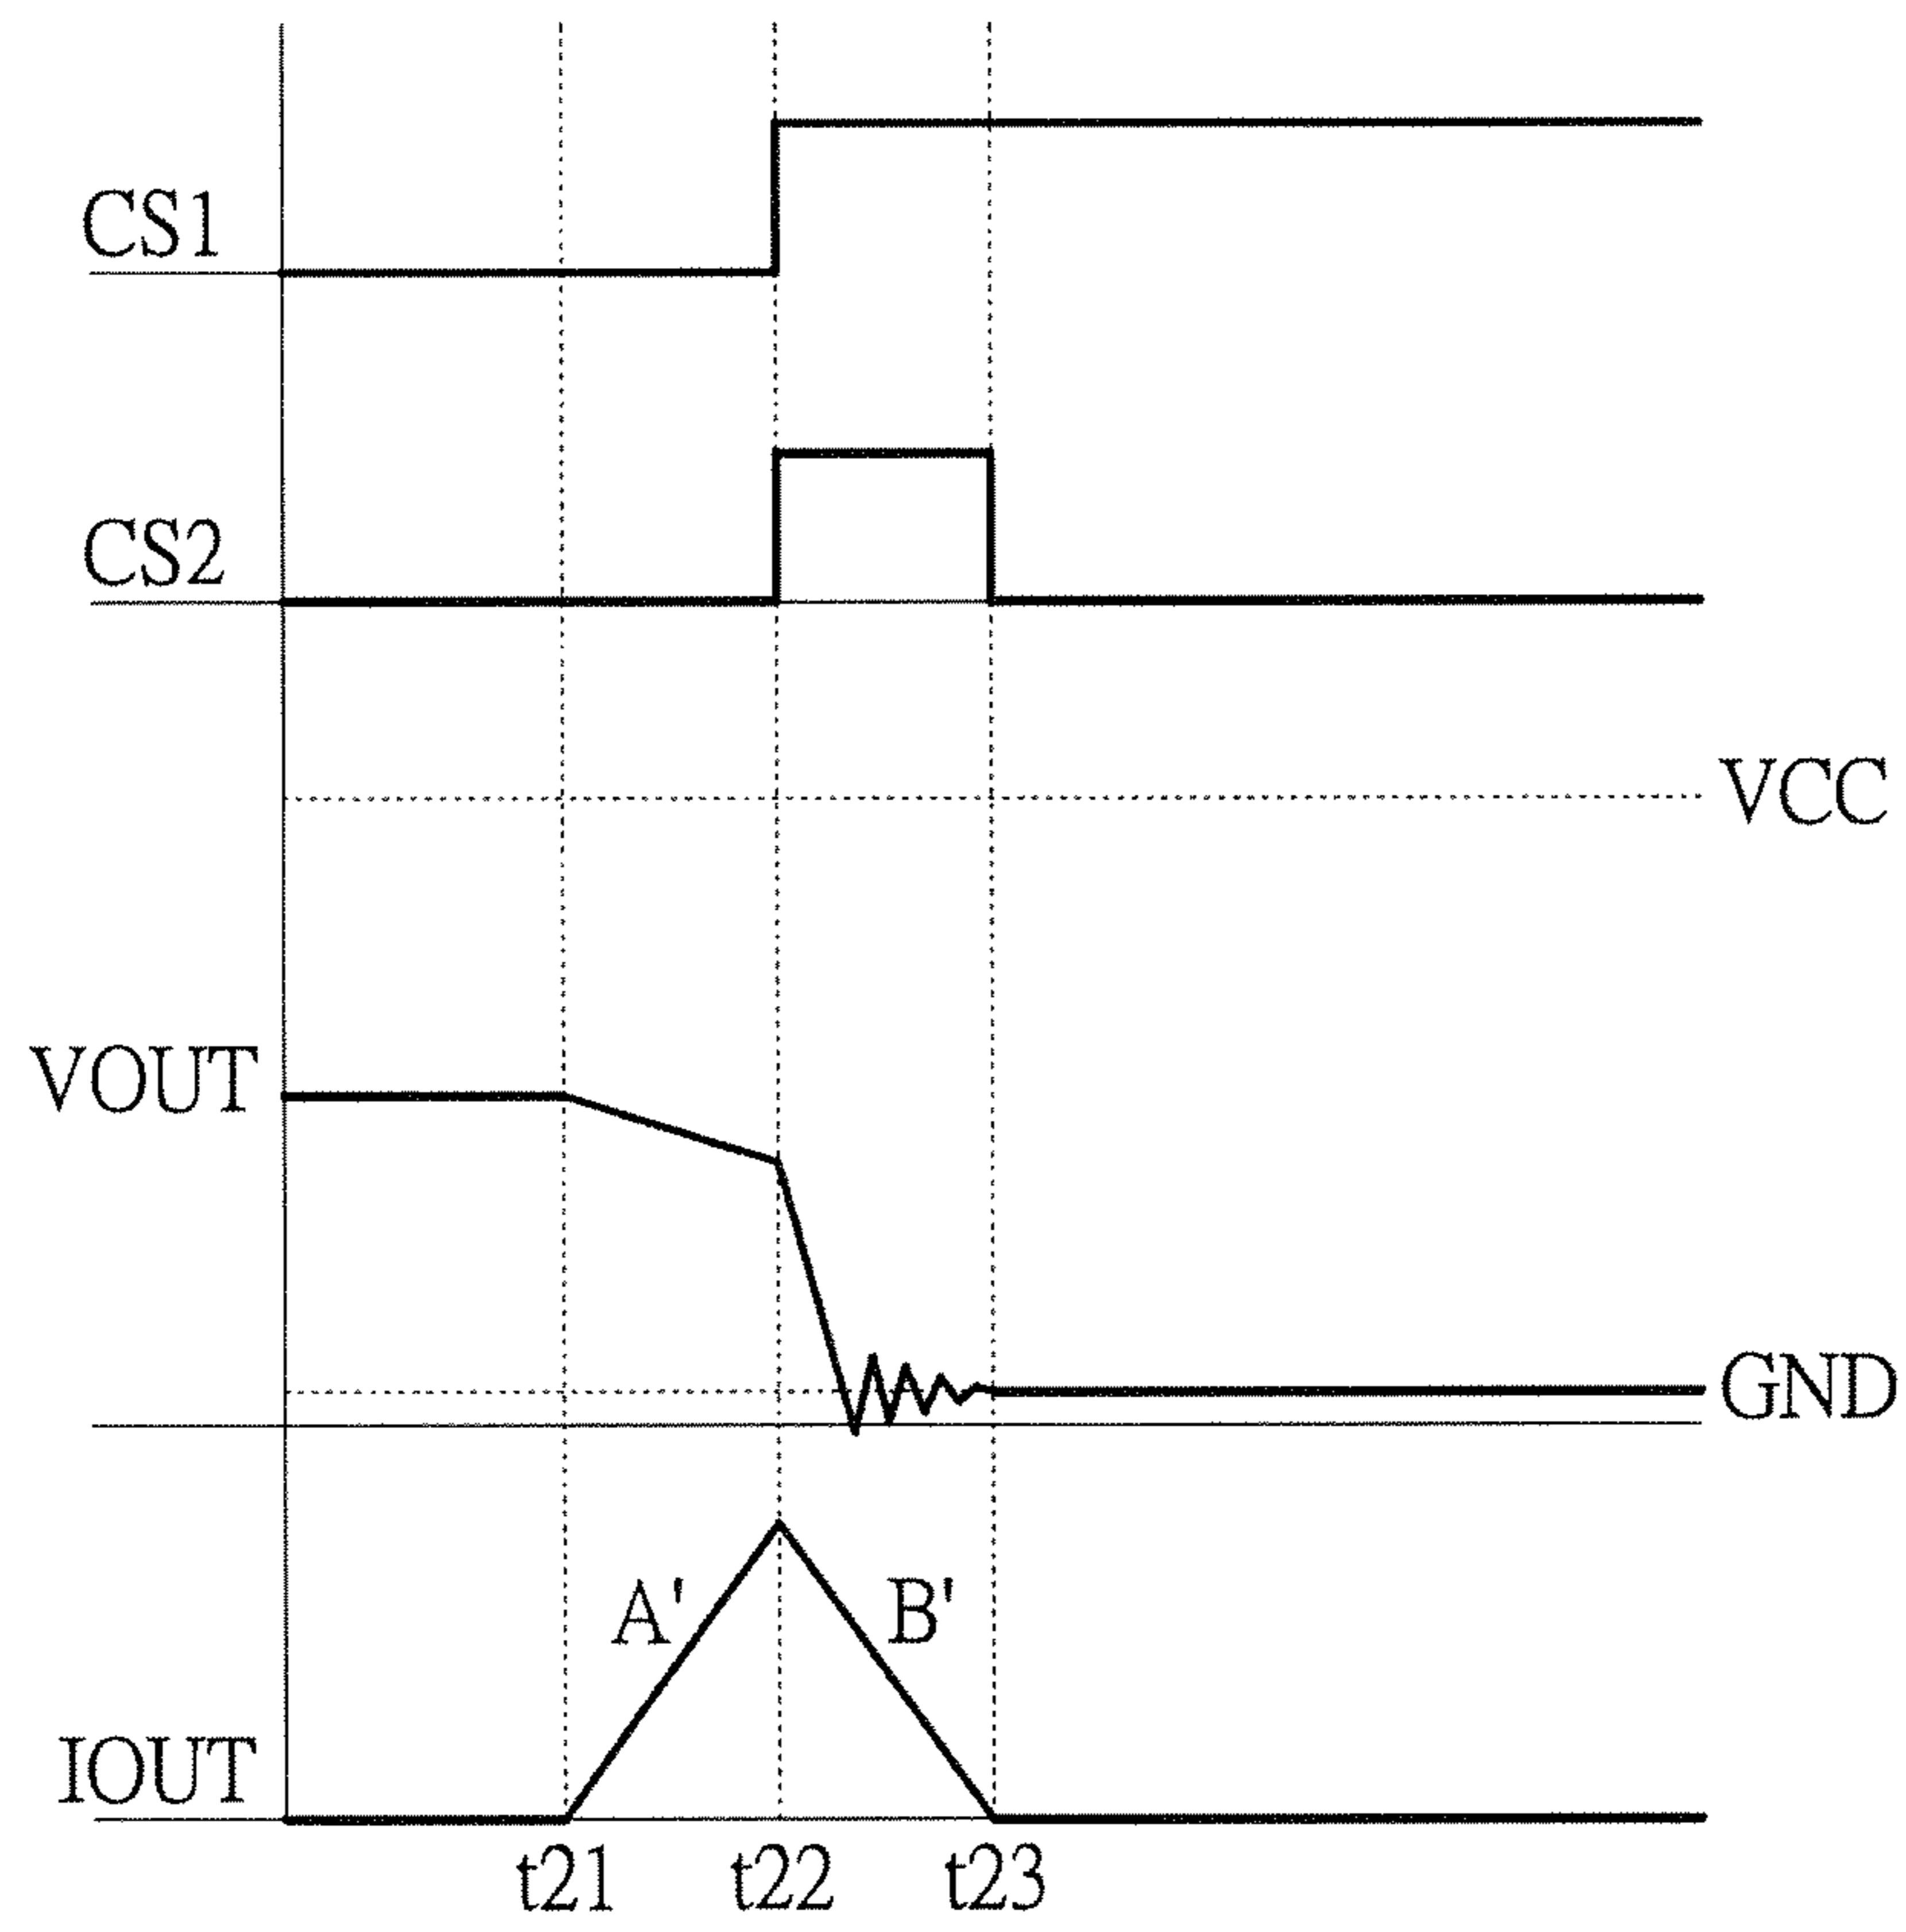 CS1
CS2
VCC
VOUT
GND
A' B'
IOUT
t21 t22 t23